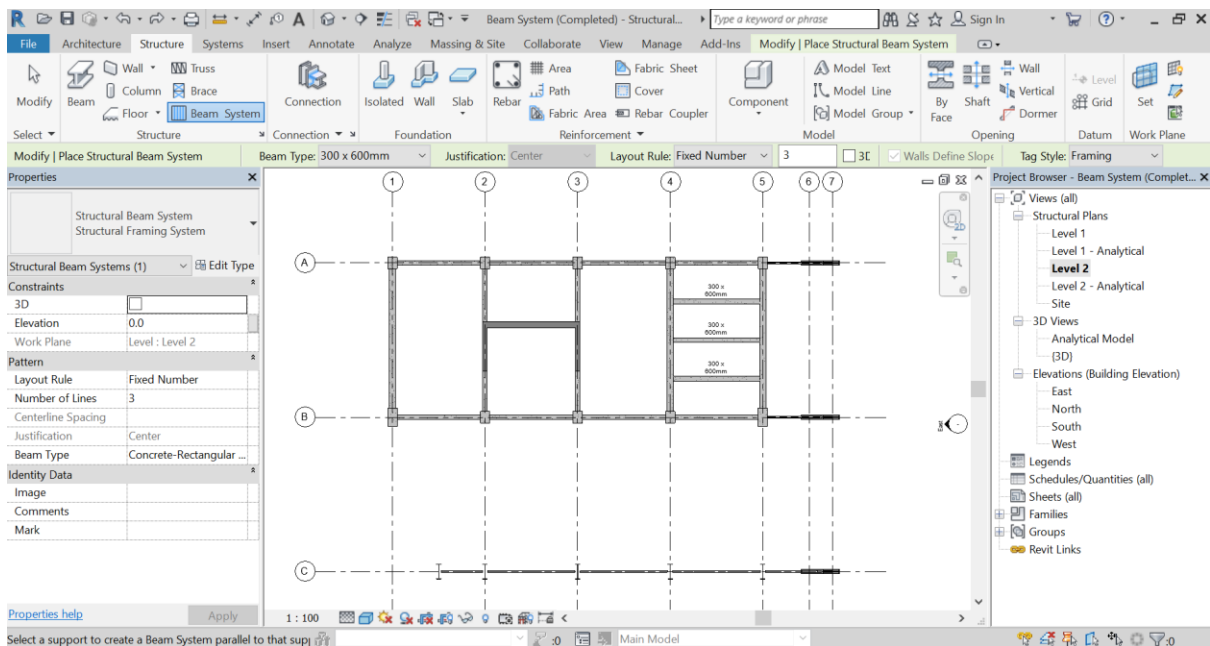 Beam System (Completed) - Structural...
Type a keyword or phrase
Sign In
File Architecture Structure Systems Insert Annotate Analyze Massing & Site Collaborate View Manage Add-Ins Modify | Place Structural Beam System
Modify
Beam
Wall
Column
Floor
Truss
Brace
Beam System
Connection
Isolated
Wall
Slab
Rebar
Area
Path
Fabric Area
Fabric Sheet
Cover
Rebar Coupler
Component
Model Text
Model Line
Model Group
By Face
Shaft
Wall
Vertical
Dormer
Level
Grid
Set
Select Structure Connection Foundation Reinforcement Model Opening Datum Work Plane
Modify | Place Structural Beam System Beam Type: 300 x 600mm Justification: Center Layout Rule: Fixed Number 3 3D Walls Define Slope Tag Style: Framing
Properties
Structural Beam System
Structural Framing System
Structural Beam Systems (1) Edit Type
Constraints
3D
Elevation 0.0
Work Plane Level : Level 2
Pattern
Layout Rule Fixed Number
Number of Lines 3
Centerline Spacing
Justification Center
Beam Type Concrete-Rectangular ...
Identity Data
Image
Comments
Mark
Properties help Apply
1 2 3 4 5 6 7
2D
A
300 x
600mm
300 x
600mm
300 x
600mm
B
East
C
1 : 100
Project Browser - Beam System (Complet...
Views (all)
Structural Plans
Level 1
Level 1 - Analytical
Level 2
Level 2 - Analytical
Site
3D Views
Analytical Model
{3D}
Elevations (Building Elevation)
East
North
South
West
Legends
Schedules/Quantities (all)
Sheets (all)
Families
Groups
Revit Links
Select a support to create a Beam System parallel to that supp :0 Main Model :0